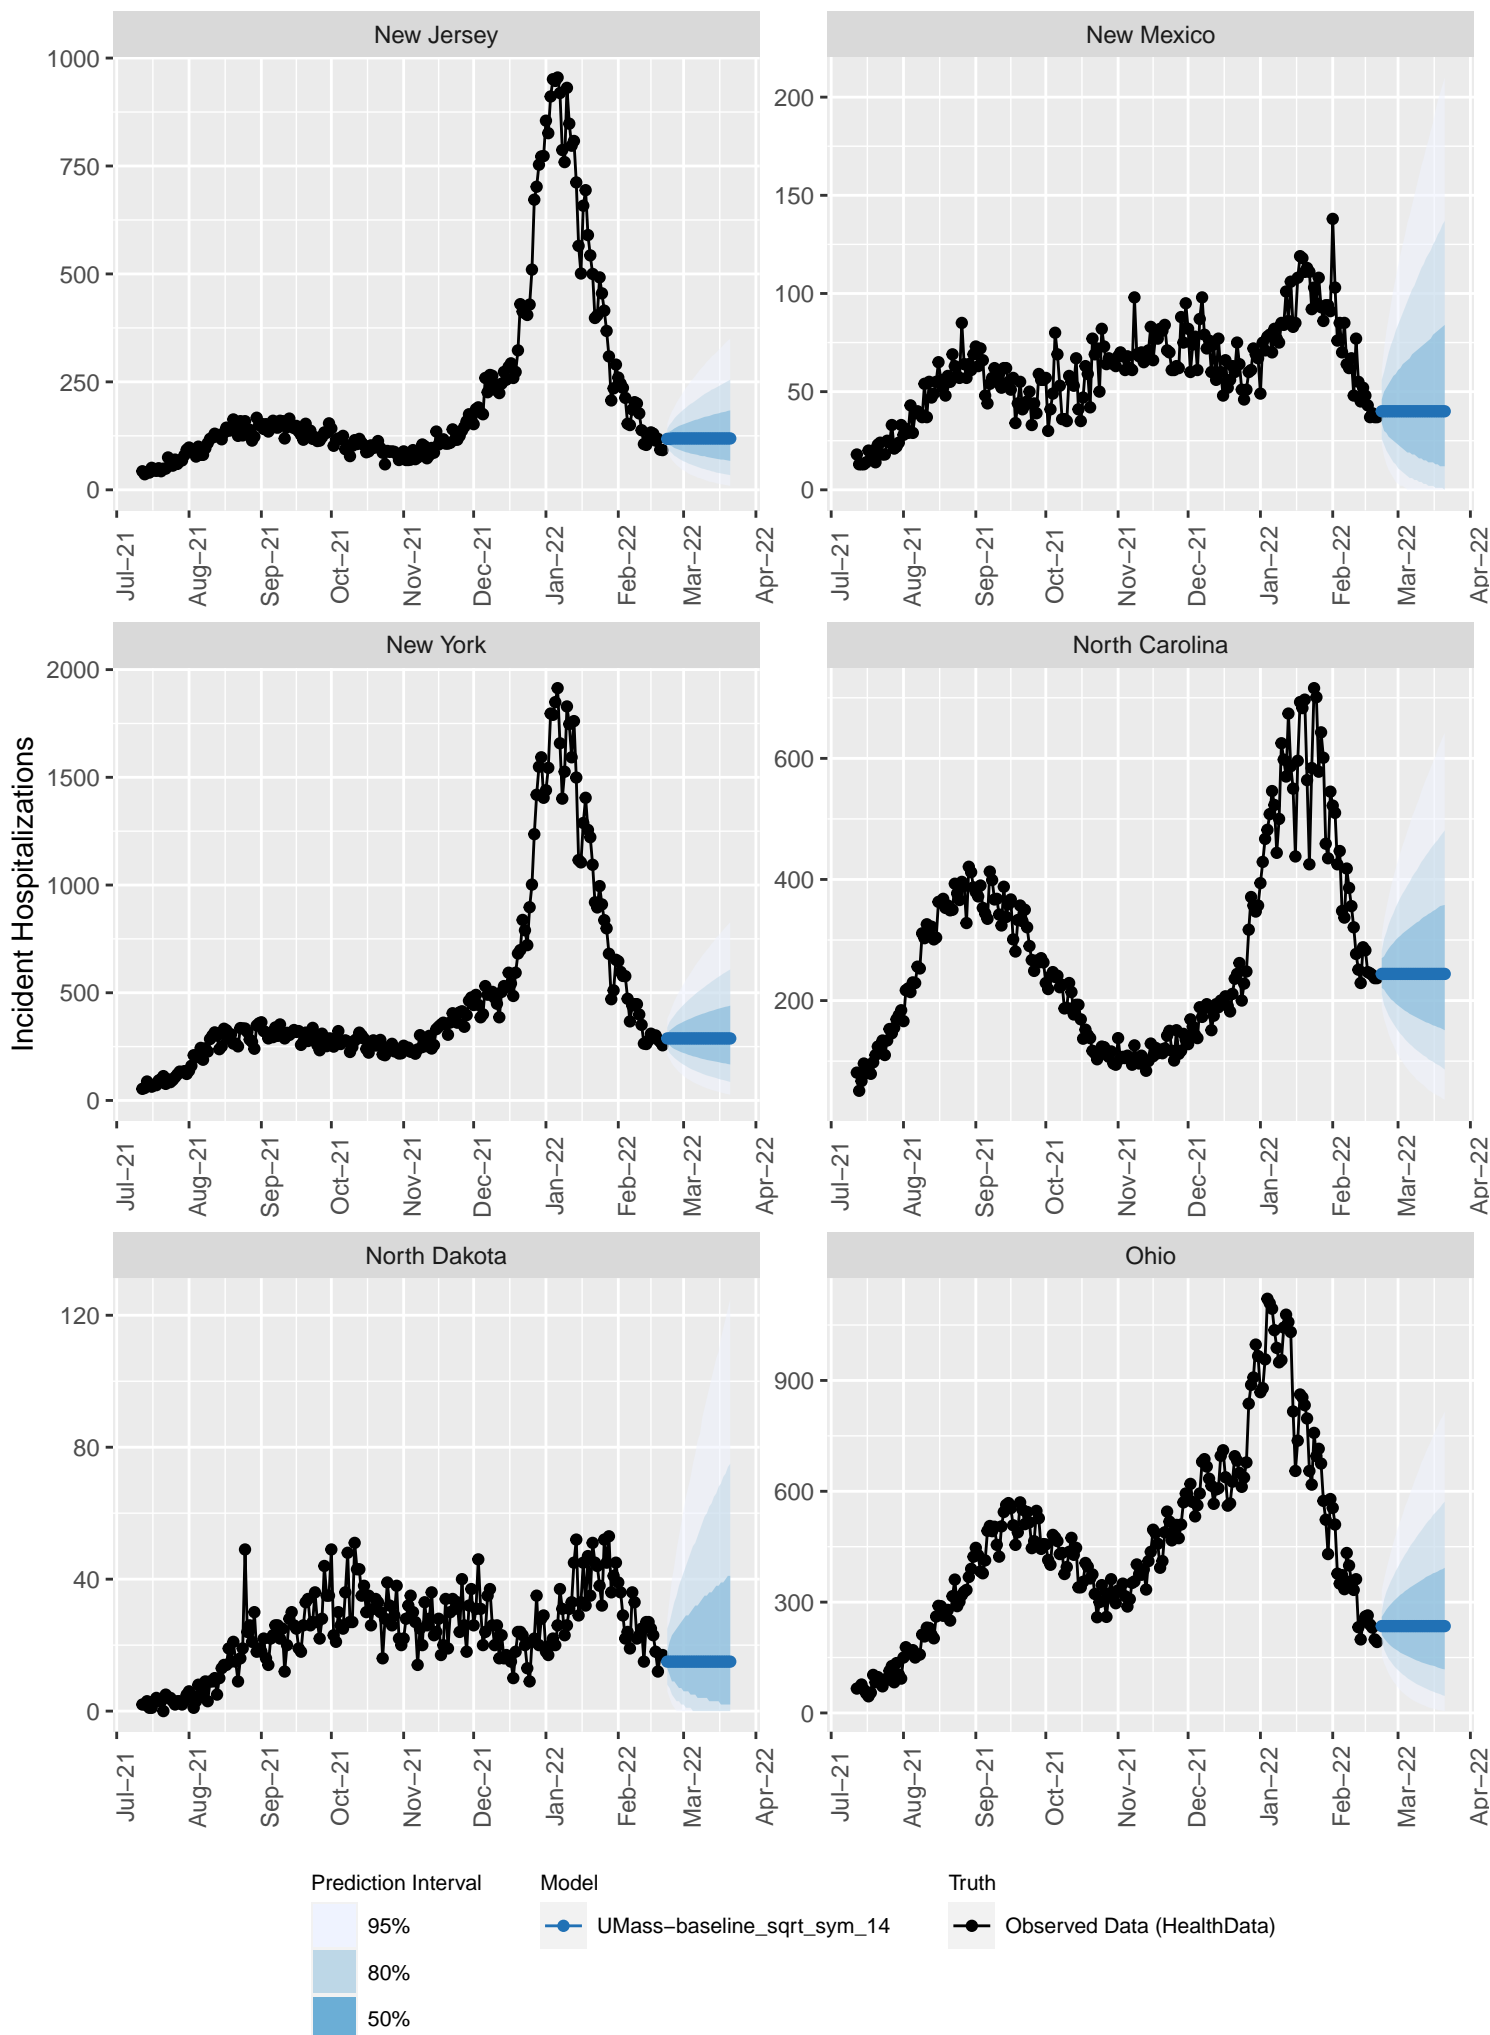 New Jersey
New Mexico
1000
750
500
250
0
200
150
100
50
0
Jul−21
Aug−21
Sep−21
Oct−21
Nov−21
Dec−21
Jan−22
Feb−22
Mar−22
Apr−22
Jul−21
Aug−21
Sep−21
Oct−21
Nov−21
Dec−21
Jan−22
Feb−22
Mar−22
Apr−22
Incident Hospitalizations
New York
North Carolina
2000
1500
1000
500
0
600
400
200
Jul−21
Aug−21
Sep−21
Oct−21
Nov−21
Dec−21
Jan−22
Feb−22
Mar−22
Apr−22
Jul−21
Aug−21
Sep−21
Oct−21
Nov−21
Dec−21
Jan−22
Feb−22
Mar−22
Apr−22
North Dakota
Ohio
120
80
40
0
900
600
300
0
Jul−21
Aug−21
Sep−21
Oct−21
Nov−21
Dec−21
Jan−22
Feb−22
Mar−22
Apr−22
Jul−21
Aug−21
Sep−21
Oct−21
Nov−21
Dec−21
Jan−22
Feb−22
Mar−22
Apr−22
Prediction Interval
95%
80%
50%
Model
UMass−baseline_sqrt_sym_14
Truth
Observed Data (HealthData)